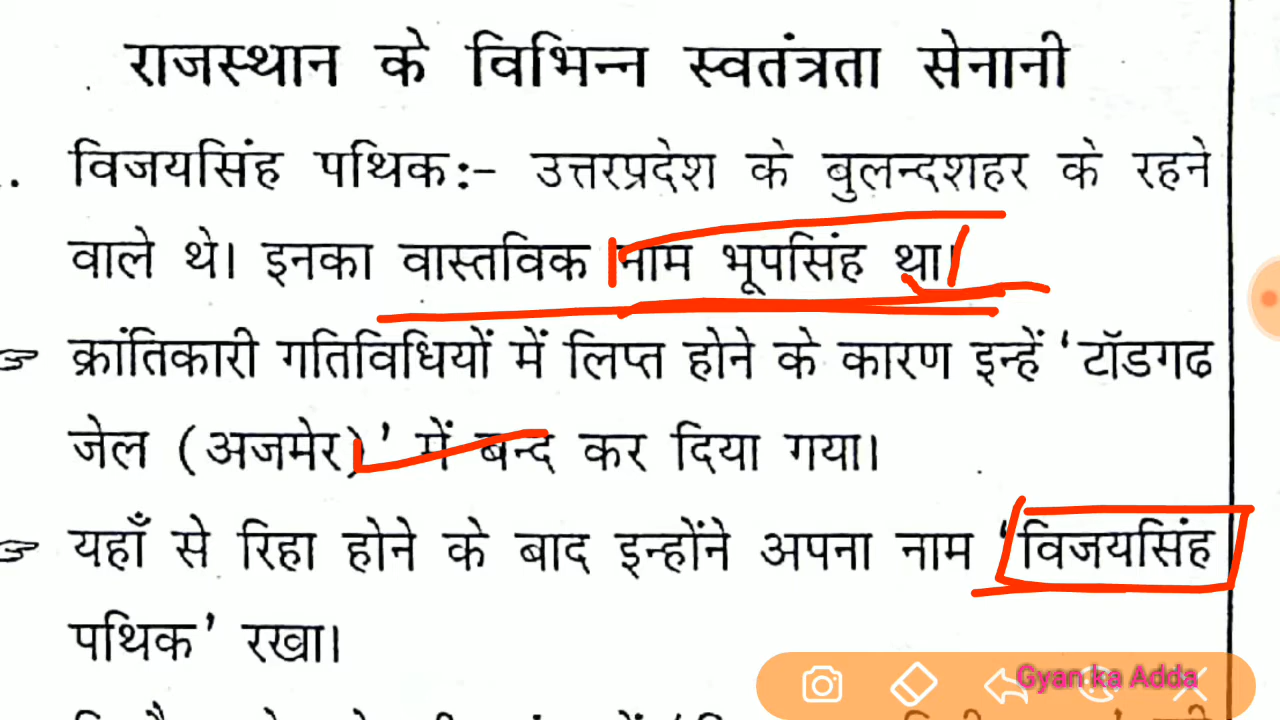 राजस्थान के विभिन्न स्वतंत्रता सेनानी
. विजयसिंह पथिक:- उत्तरप्रदेश के बुलन्दशहर के रहने
वाले थे। इनका वास्तविक नाम भूपसिंह था।
☞ क्रांतिकारी गतिविधियों में लिप्त होने के कारण इन्हें ‘टॉडगढ
जेल (अजमेर)’ में बन्द कर दिया गया।
☞ यहाँ से रिहा होने के बाद इन्होंने अपना नाम ‘विजयसिंह
पथिक’ रखा।
Gyan ka Adda